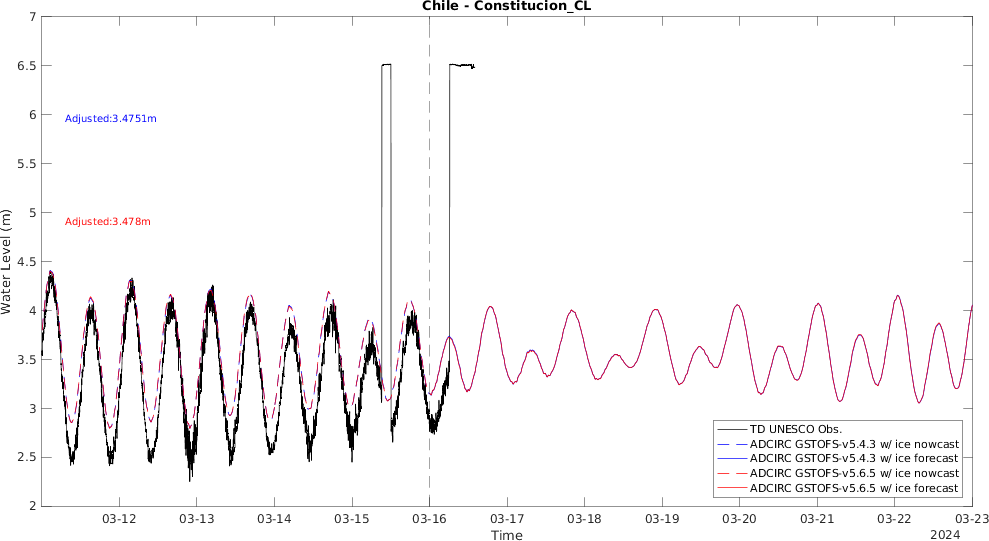 Chile - Constitucion_CL
7
6.5
6
5.5
5
4.5
4
3.5
3
2.5
2
Water Level (m)
Adjusted:3.4751m
Adjusted:3.478m
TD UNESCO Obs.
ADCIRC GSTOFS-v5.4.3 w/ ice nowcast
ADCIRC GSTOFS-v5.4.3 w/ ice forecast
ADCIRC GSTOFS-v5.6.5 w/ ice nowcast
ADCIRC GSTOFS-v5.6.5 w/ ice forecast
03-12 03-13 03-14 03-15 03-16 03-17 03-18 03-19 03-20 03-21 03-22 03-23
Time
2024